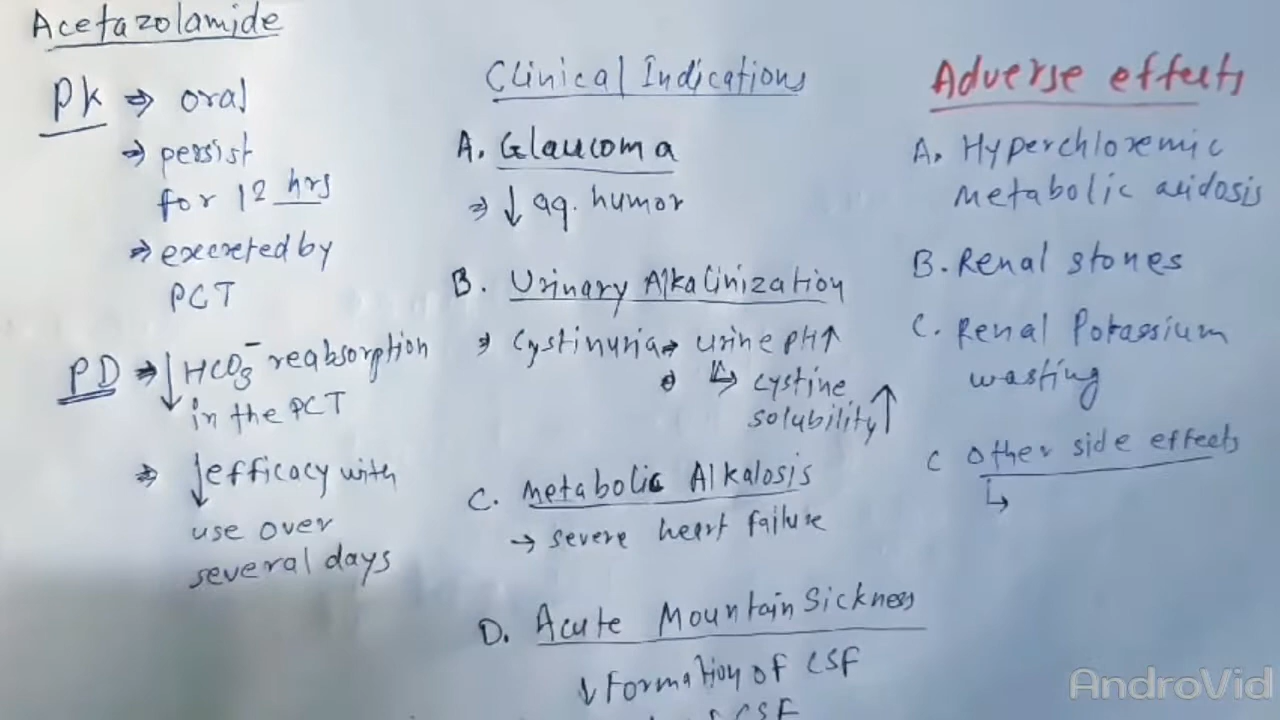 Acetazolamide
PK ⇒ oral
⇒ persist
for 12 hrs
⇒ excreted by
PCT
PD ⇒ ↓ HCO3- reabsorption
in the PCT
⇒ ↓ efficacy with
use over
several days
Clinical Indications
A. Glaucoma
⇒ ↓ aq. humor
B. Urinary Alkalinization
⇒ Cystinuria → urine pH ↑
↳ cystine
solubility ↑
C. Metabolic Alkalosis
→ severe heart failure
D. Acute Mountain Sickness
↓ Formation of CSF
CSF
Adverse effects
A. Hyperchloremic
metabolic acidosis
B. Renal stones
C. Renal Potassium
wasting
C Other side effects
↳
AndroVid